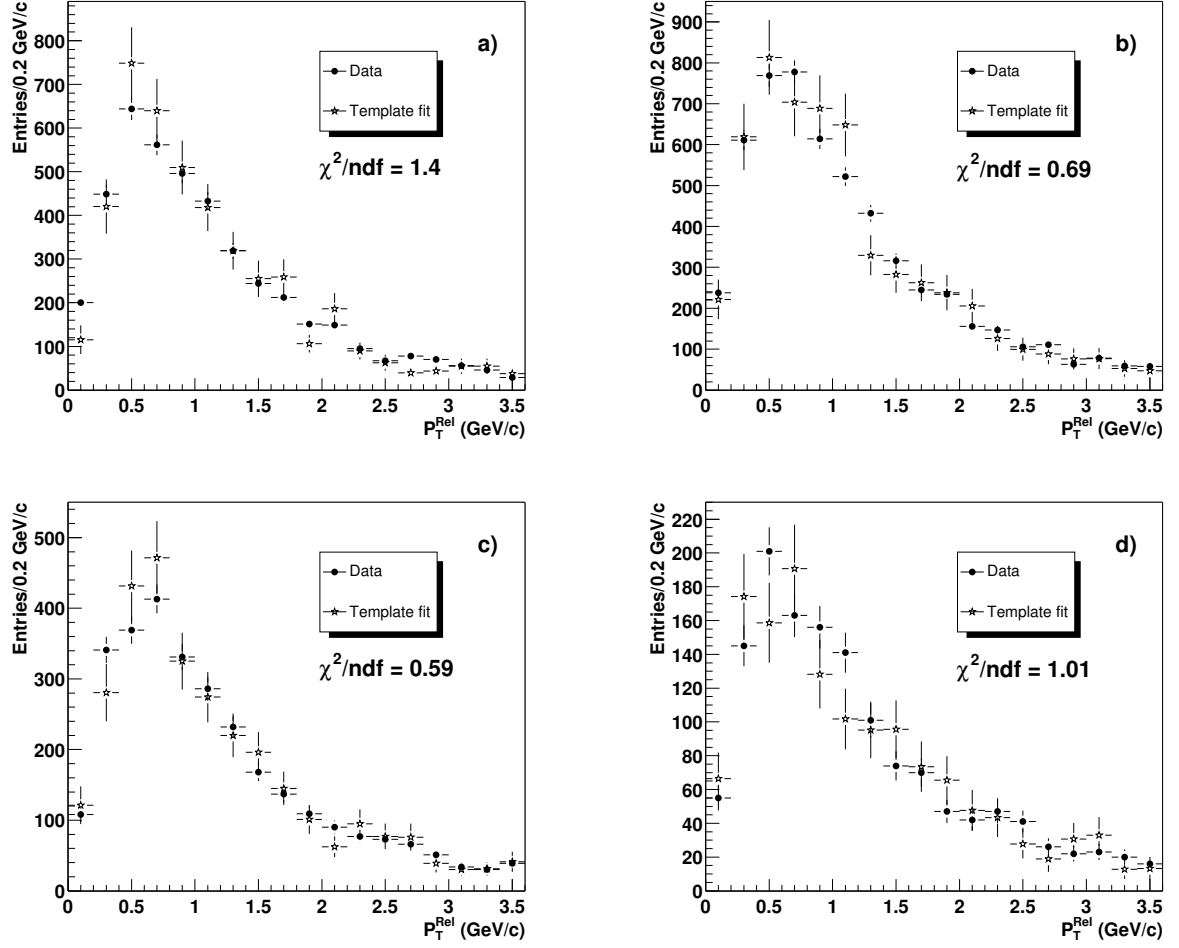 Entries/0.2 GeV/c
800
700
600
500
400
300
200
100
0
a)
Data
Template fit
χ²/ndf = 1.4
0 0.5 1 1.5 2 2.5 3 3.5
P_T^Rel (GeV/c)
Entries/0.2 GeV/c
900
800
700
600
500
400
300
200
100
0
b)
Data
Template fit
χ²/ndf = 0.69
0 0.5 1 1.5 2 2.5 3 3.5
P_T^Rel (GeV/c)
Entries/0.2 GeV/c
500
400
300
200
100
0
c)
Data
Template fit
χ²/ndf = 0.59
0 0.5 1 1.5 2 2.5 3 3.5
P_T^Rel (GeV/c)
Entries/0.2 GeV/c
220
200
180
160
140
120
100
80
60
40
20
0
d)
Data
Template fit
χ²/ndf = 1.01
0 0.5 1 1.5 2 2.5 3 3.5
P_T^Rel (GeV/c)